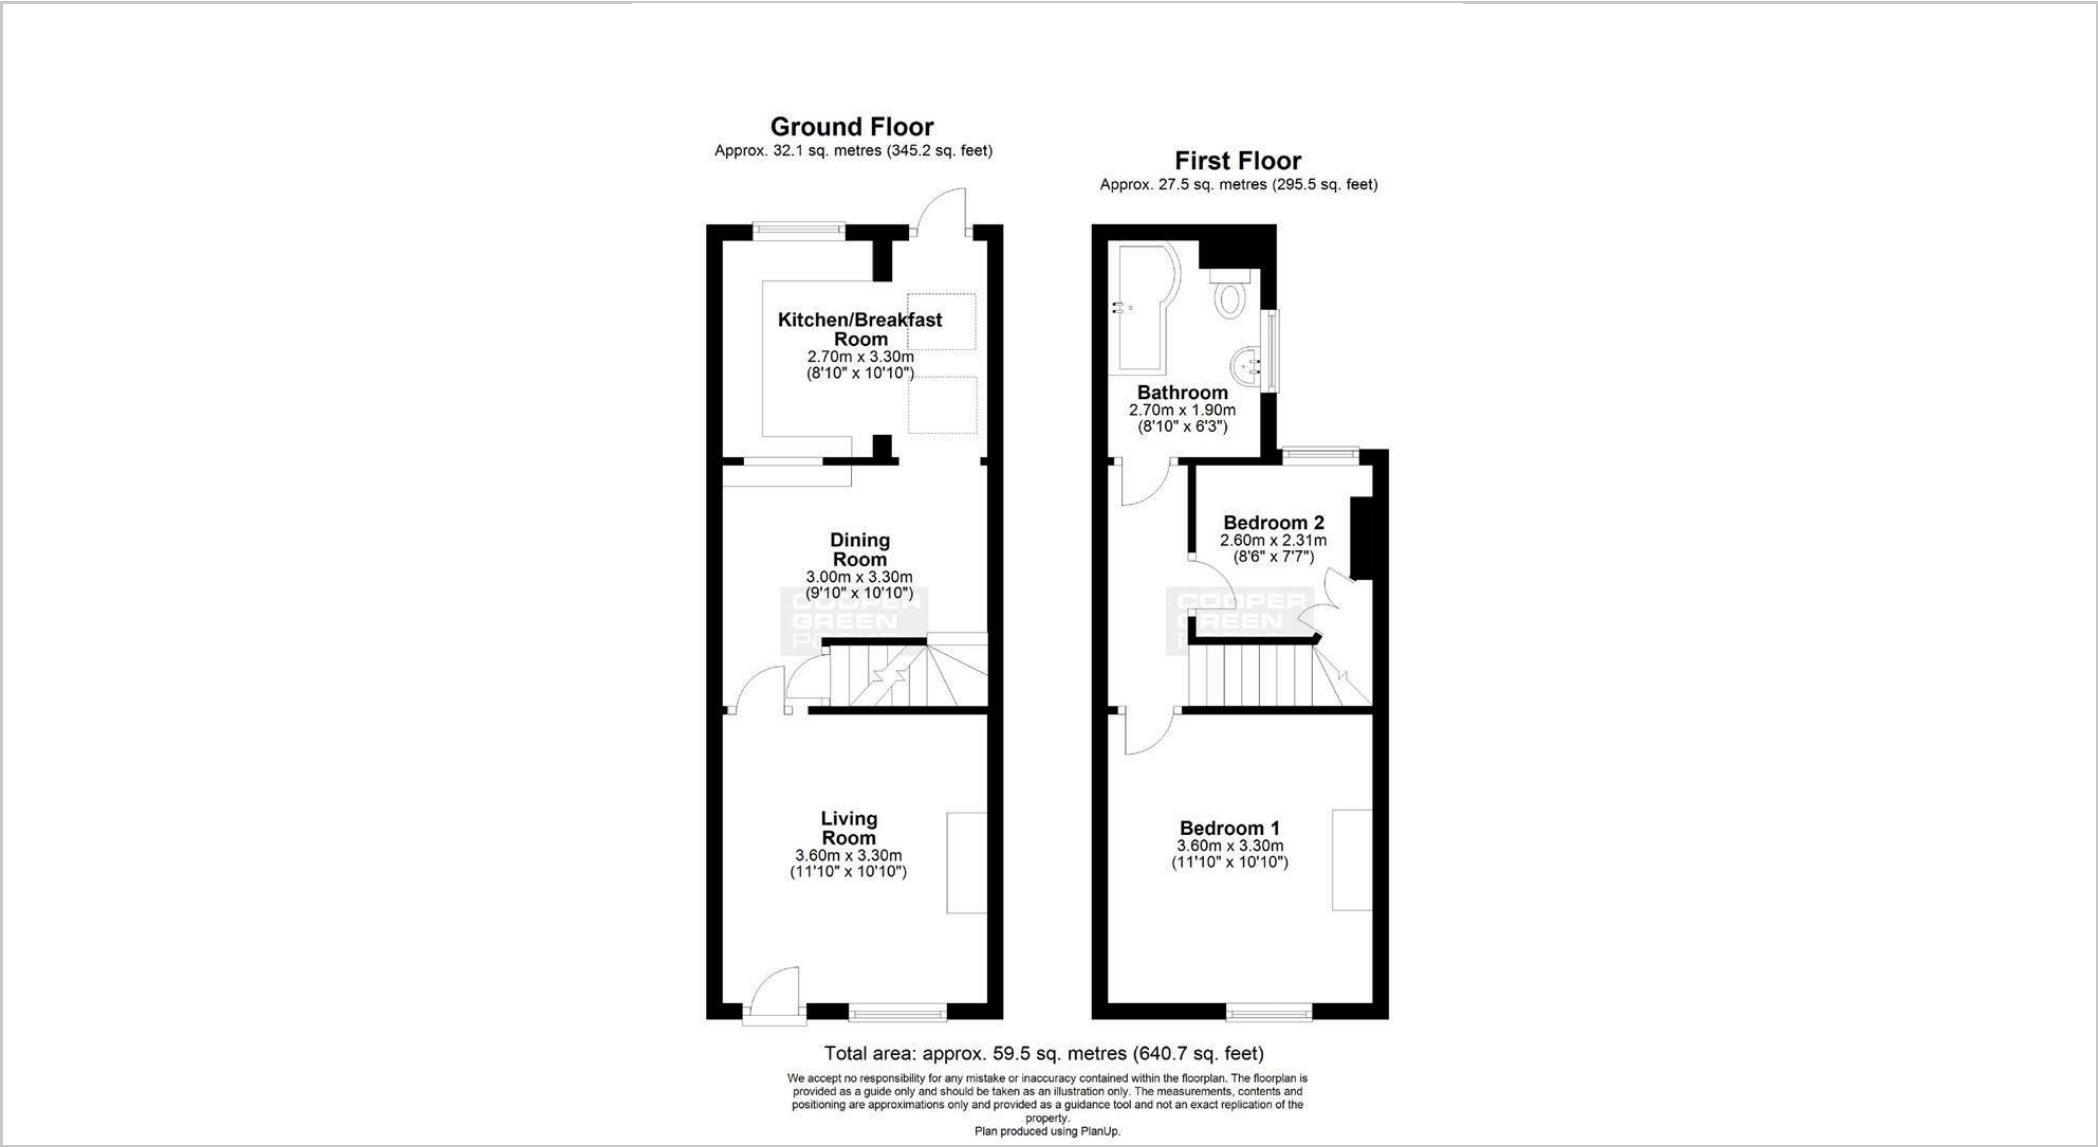 Ground Floor
Approx. 32.1 sq. metres (345.2 sq. feet)
First Floor
Approx. 27.5 sq. metres (295.5 sq. feet)
Kitchen/Breakfast
Room
2.70m x 3.30m
(8'10" x 10'10")
Bathroom
2.70m x 1.90m
(8'10" x 6'3")
Dining
Room
3.00m x 3.30m
(9'10" x 10'10")
COOPER
GREEN
Bedroom 2
2.60m x 2.31m
(8'6" x 7'7")
COOPER
GREEN
Living
Room
3.60m x 3.30m
(11'10" x 10'10")
Bedroom 1
3.60m x 3.30m
(11'10" x 10'10")
Total area: approx. 59.5 sq. metres (640.7 sq. feet)
We accept no responsibility for any mistake or inaccuracy contained within the floorplan. The floorplan is
provided as a guide only and should be taken as an illustration only. The measurements, contents and
positioning are approximations only and provided as a guidance tool and not an exact replication of the
property.
Plan produced using PlanUp.